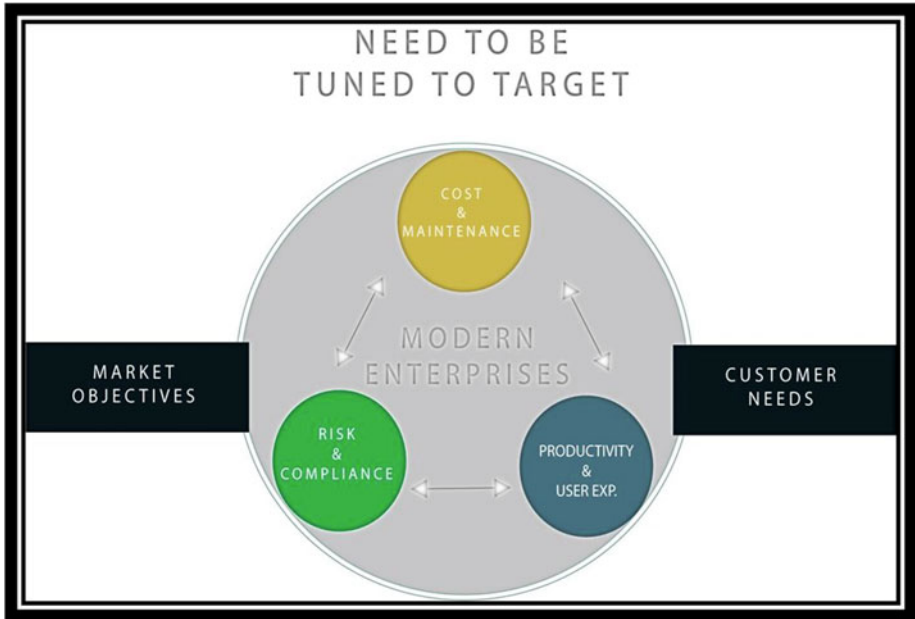 NEED TO BE
TUNED TO TARGET
COST
&
MAINTENANCE
MODERN
ENTERPRISES
MARKET
OBJECTIVES
CUSTOMER
NEEDS
RISK
&
COMPLIANCE
PRODUCTIVITY
&
USER EXP.